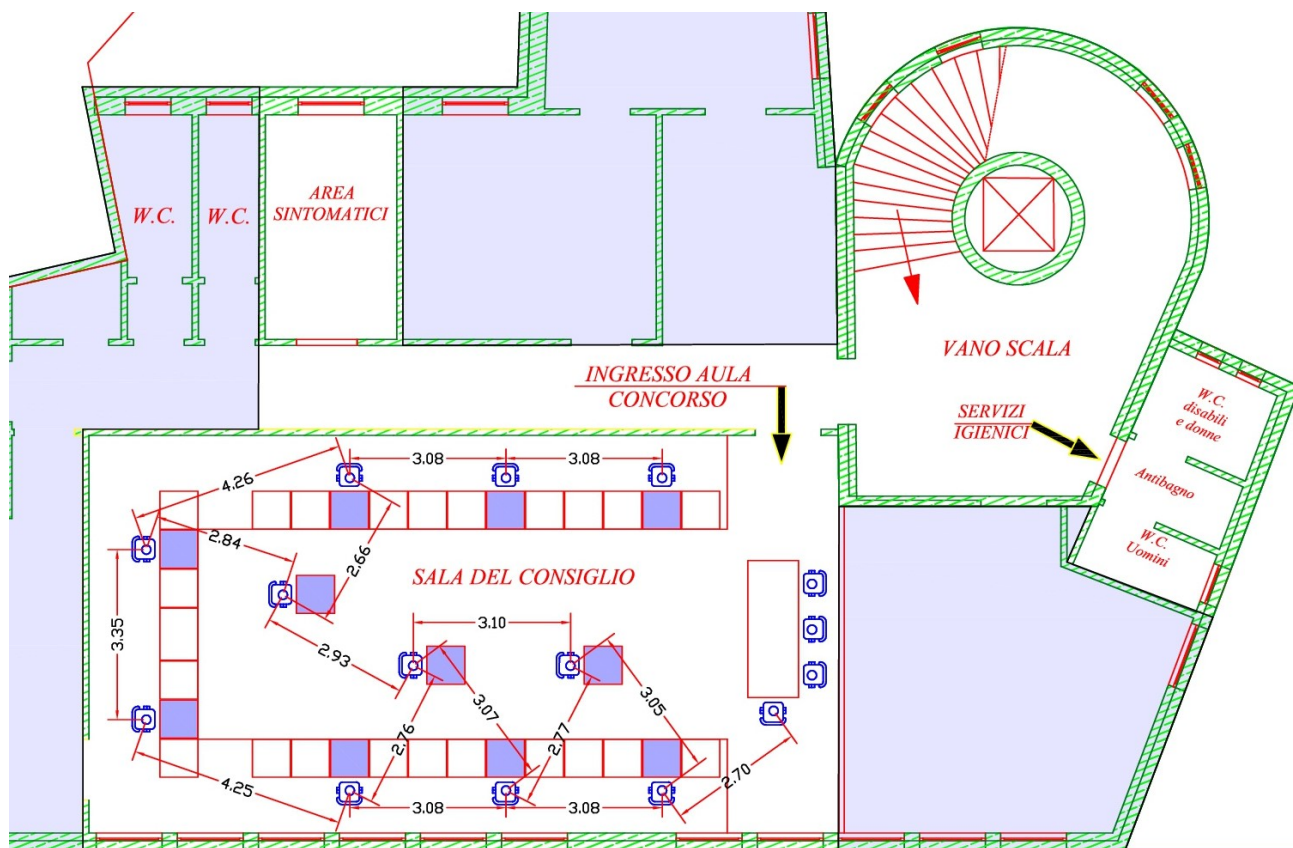 W.C.
W.C.
AREA
SINTOMATICI
VANO SCALA
INGRESSO AULA
CONCORSO
SERVIZI
IGIENICI
W.C.
disabili
e donne
Antibagno
W.C.
Uomini
SALA DEL CONSIGLIO
3.08
3.08
4.26
2.84
2.66
3.35
2.93
3.10
3.07
3.05
2.76
2.77
2.70
4.25
3.08
3.08